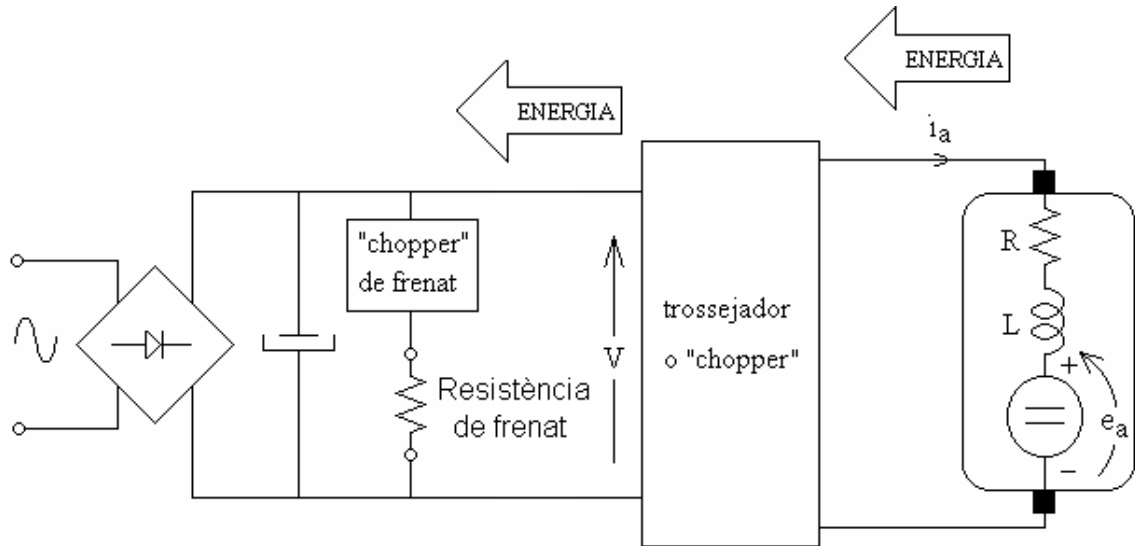 ENERGIA
ENERGIA
i_a
"chopper"
de frenat
Resistència
de frenat
V
trossejador
o "chopper"
R
L
+
e_a
−